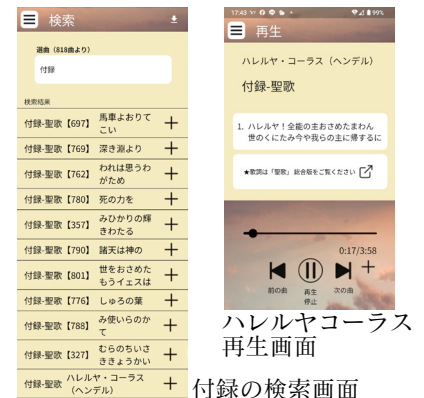 検索
選曲（818曲より）
付録
検索結果
付録-聖歌【697】 馬車よおりて
こい
付録-聖歌【769】 深き淵より
付録-聖歌【762】 われは思うわ
がため
付録-聖歌【780】 死の力を
付録-聖歌【357】 みひかりの輝
きわたる
付録-聖歌【790】 諸天は神の
付録-聖歌【801】 世をおさめた
もうイェスは
付録-聖歌【776】 しゅろの葉
付録-聖歌【788】 み使いらのか
て
付録-聖歌【327】 むらのちいさ
ききょうかい
付録-聖歌 ハレルヤ・コーラス
（ヘンデル）
17:43
99%
再生
ハレルヤ・コーラス（ヘンデル）
付録-聖歌
1. ハレルヤ！全能の主おさめたまわん
世のくにたみ今や我らの主に帰するに
★歌詞は「聖歌」総合版をご覧ください
0:17/3:58
前の曲 再生 次の曲
停止
ハレルヤコーラス
再生画面
付録の検索画面